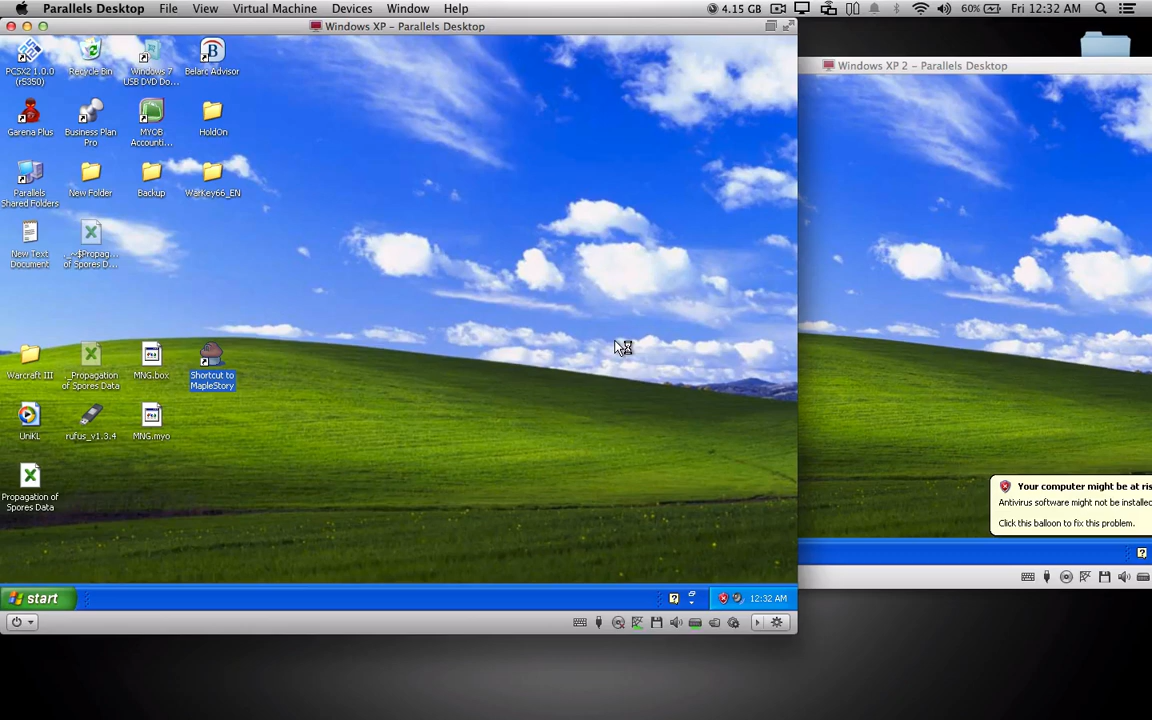 Parallels Desktop File View Virtual Machine Devices Window Help 4.15 GB 60% Fri 12:32 AM
Windows XP - Parallels Desktop
Windows XP 2 - Parallels Desktop
PCSX2 1.0.0
(r5350)
Recycle Bin
Windows 7
USB DVD Do...
Belarc Advisor
Garena Plus
Business Plan
Pro
MYOB
Accounti...
HoldOn
Parallels
Shared Folders
New Folder
Backup
WarKey66_EN
New Text
Document
._~$Propag...
of Spores D...
Warcraft III
._Propagation
of Spores Data
MNG.box
Shortcut to
MapleStory
UniKL
rufus_v1.3.4
MNG.myo
Propagation of
Spores Data
Your computer might be at ris
Antivirus software might not be installed
Click this balloon to fix this problem.
start
12:32 AM